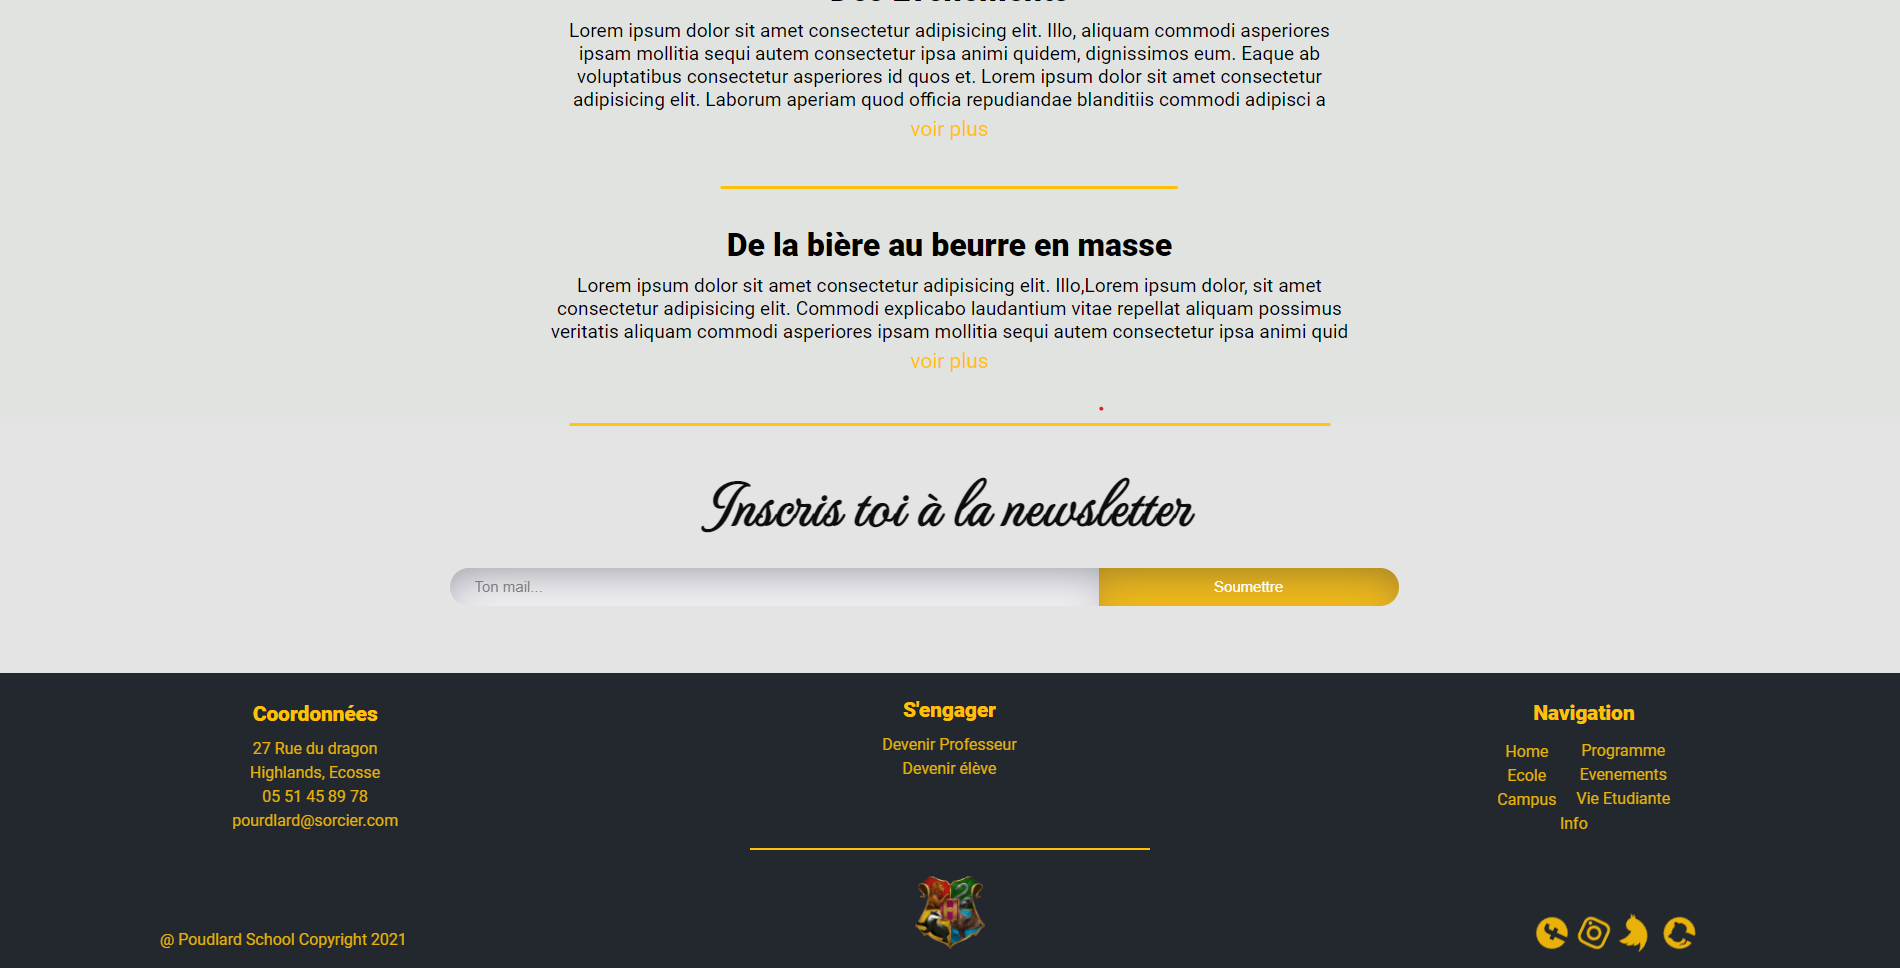 Des Evenements
Lorem ipsum dolor sit amet consectetur adipisicing elit. Illo, aliquam commodi asperiores
ipsam mollitia sequi autem consectetur ipsa animi quidem, dignissimos eum. Eaque ab
voluptatibus consectetur asperiores id quos et. Lorem ipsum dolor sit amet consectetur
adipisicing elit. Laborum aperiam quod officia repudiandae blanditiis commodi adipisci a
voir plus
De la bière au beurre en masse
Lorem ipsum dolor sit amet consectetur adipisicing elit. Illo,Lorem ipsum dolor, sit amet
consectetur adipisicing elit. Commodi explicabo laudantium vitae repellat aliquam possimus
veritatis aliquam commodi asperiores ipsam mollitia sequi autem consectetur ipsa animi quid
voir plus
Inscris toi à la newsletter
Ton mail...
Soumettre
Coordonnées
27 Rue du dragon
Highlands, Ecosse
05 51 45 89 78
pourdlard@sorcier.com
S'engager
Devenir Professeur
Devenir élève
Navigation
Home
Ecole
Campus
Programme
Evenements
Vie Etudiante
Info
H
@ Poudlard School Copyright 2021